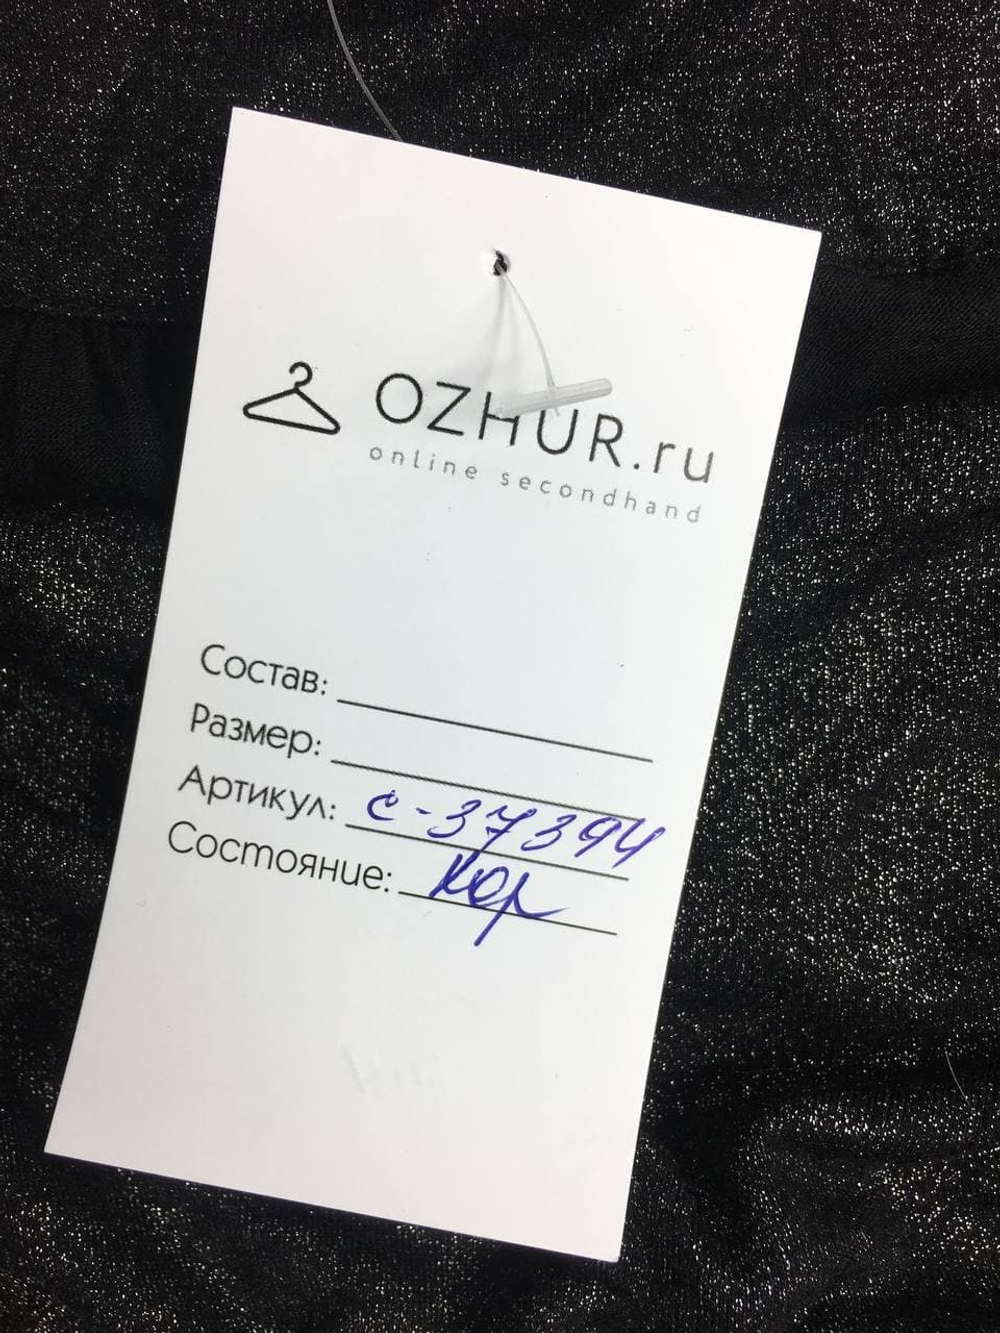 OZHUR.ru
online secondhand
Состав:
Размер:
Артикул: с-37394
Состояние: хор